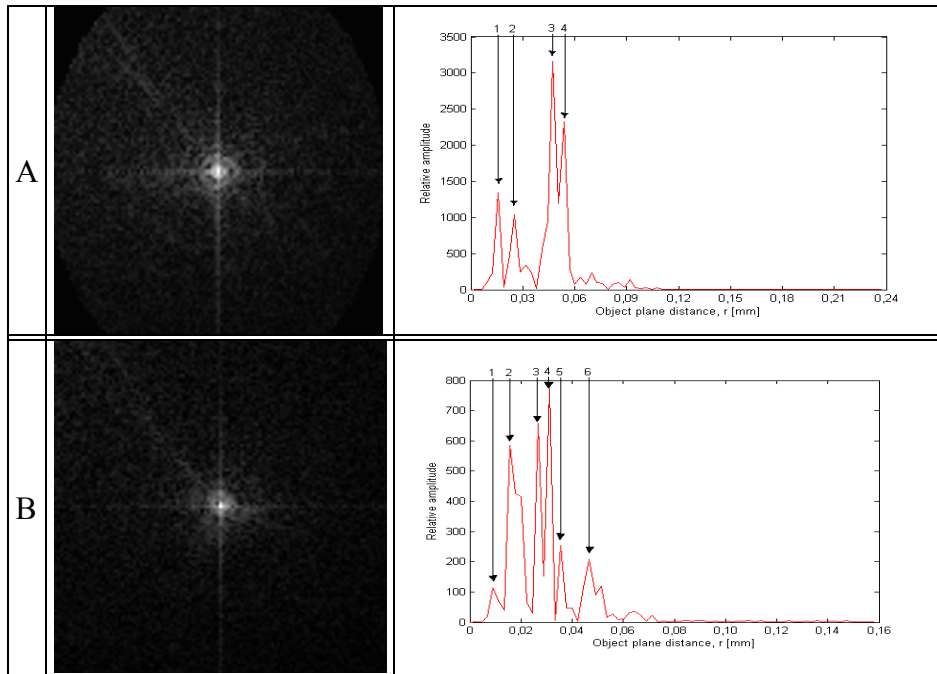 A
1 2 3 4
3500
3000
2500
2000
1500
1000
500
0
Relative amplitude
0 0,03 0,06 0,09 0,12 0,15 0,18 0,21 0,24
Object plane distance, r [mm]
B
1 2 3 4 5 6
800
700
600
500
400
300
200
100
0
Relative amplitude
0 0,02 0,04 0,06 0,08 0,10 0,12 0,14 0,16
Object plane distance, r [mm]